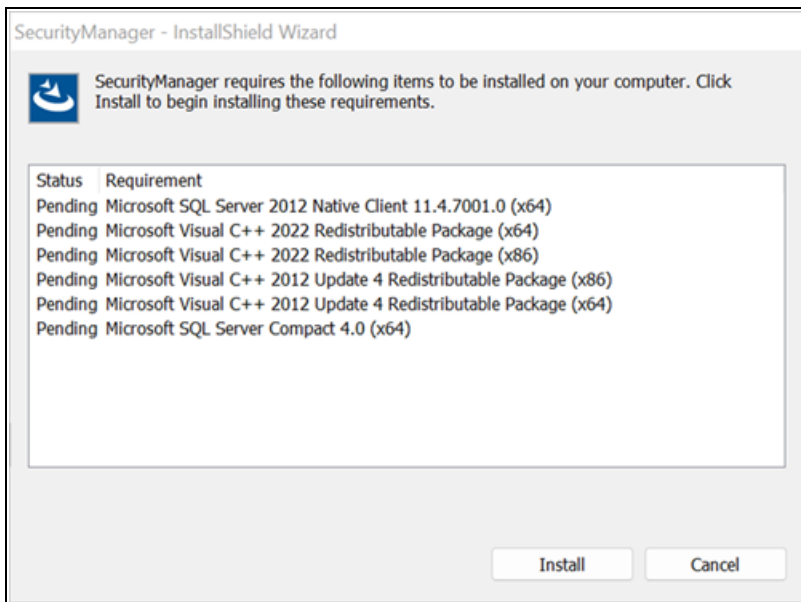 SecurityManager - InstallShield Wizard
SecurityManager requires the following items to be installed on your computer. Click
Install to begin installing these requirements.
Status Requirement
Pending Microsoft SQL Server 2012 Native Client 11.4.7001.0 (x64)
Pending Microsoft Visual C++ 2022 Redistributable Package (x64)
Pending Microsoft Visual C++ 2022 Redistributable Package (x86)
Pending Microsoft Visual C++ 2012 Update 4 Redistributable Package (x86)
Pending Microsoft Visual C++ 2012 Update 4 Redistributable Package (x64)
Pending Microsoft SQL Server Compact 4.0 (x64)
Install Cancel